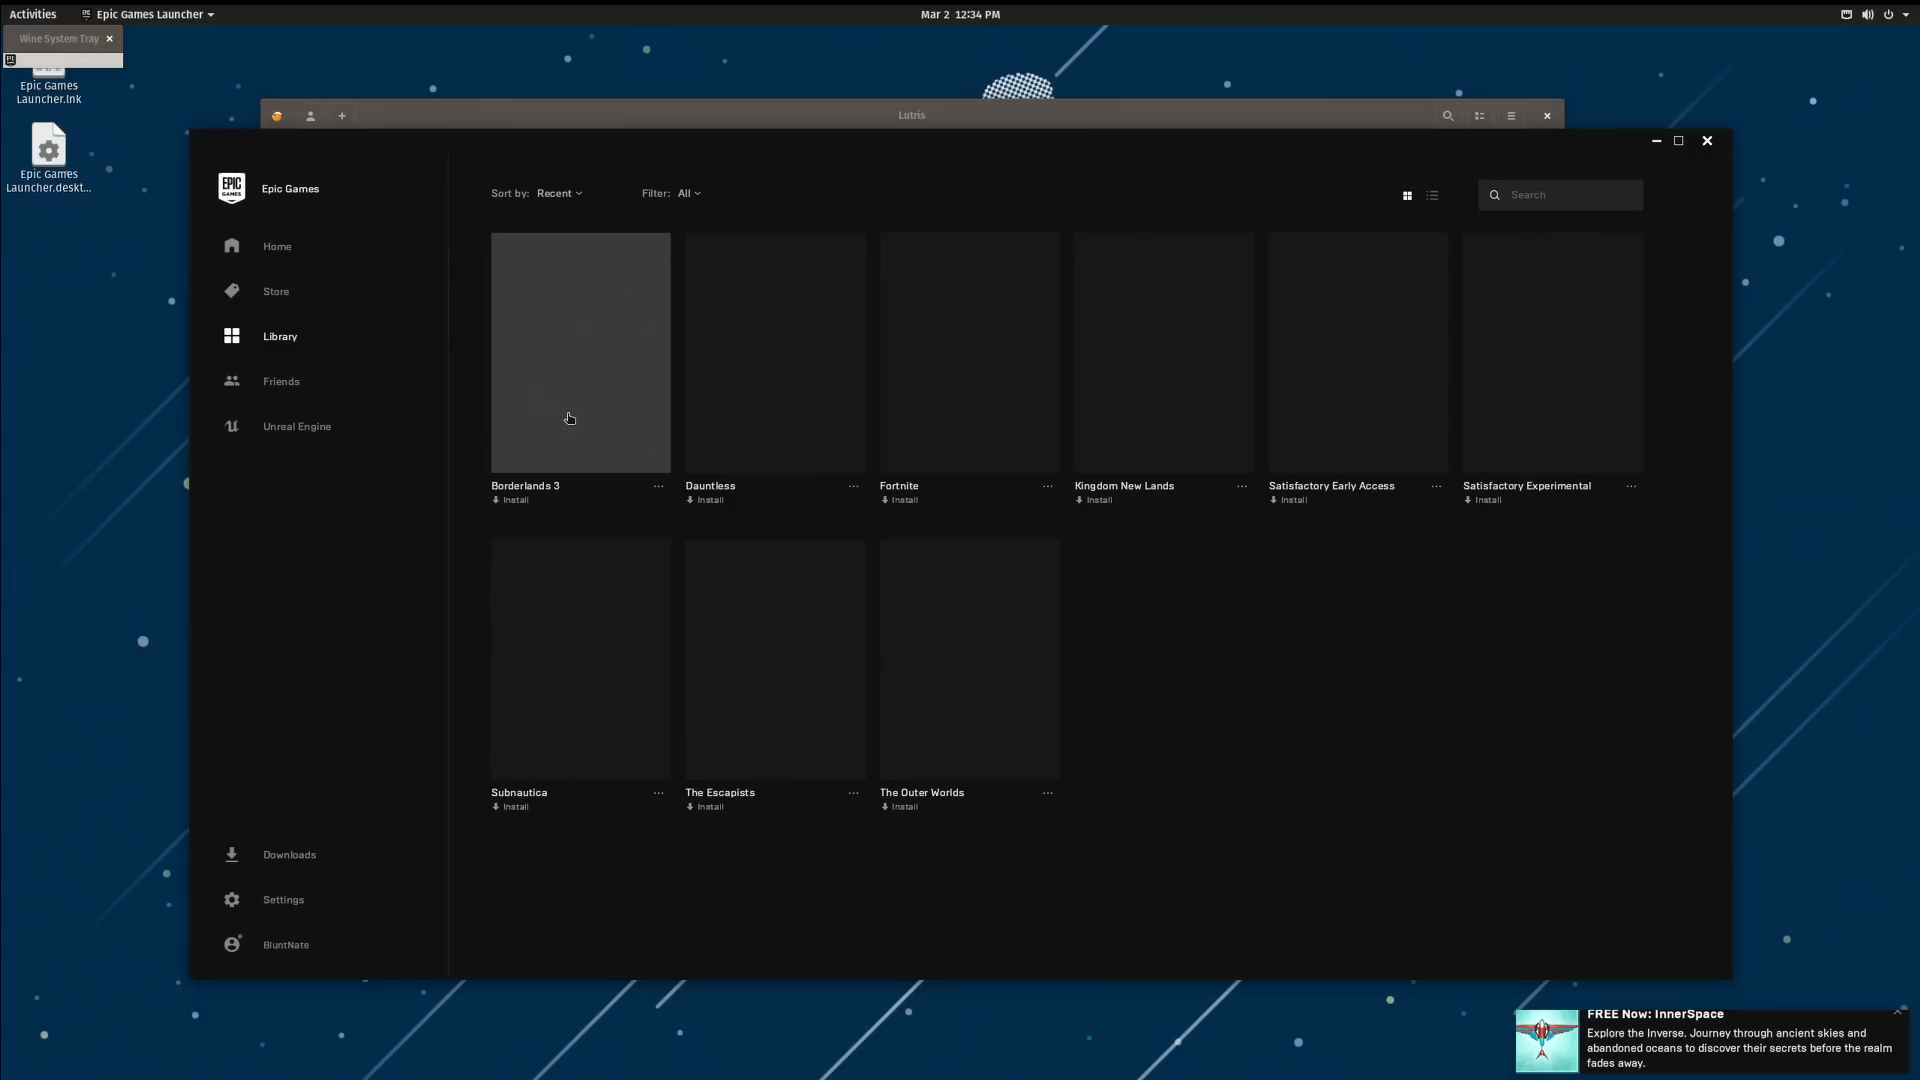 Activities
Epic Games Launcher
Mar 2 12:34 PM
Wine System Tray
Epic Games
Launcher.lnk
Epic Games
Launcher.deskt...
Lutris
EPIC
GAMES
Epic Games
Home
Store
Library
Friends
Unreal Engine
Downloads
Settings
BluntNate
Sort by: Recent
Filter: All
Search
Borderlands 3 ...
Install
Dauntless ...
Install
Fortnite ...
Install
Kingdom New Lands ...
Install
Satisfactory Early Access ...
Install
Satisfactory Experimental ...
Install
Subnautica ...
Install
The Escapists ...
Install
The Outer Worlds ...
Install
FREE Now: InnerSpace
Explore the Inverse. Journey through ancient skies and
abandoned oceans to discover their secrets before the realm
fades away.